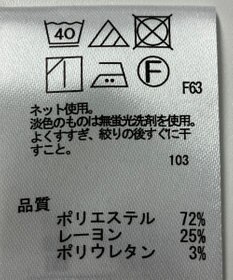 40
F
F63
ネット使用。
淡色のものは無蛍光洗剤を使用。
よくすすぎ、絞りの後すぐに干
すこと。
103
品質
ポリエステル 72%
レーヨン 25%
ポリウレタン 3%